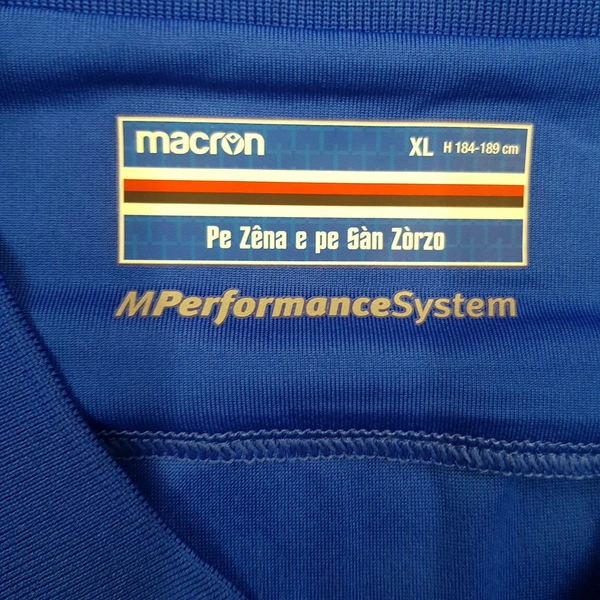 macron XL H 184-189 cm
Pe Zêna e pe Sàn Zòrzo
MPerformanceSystem